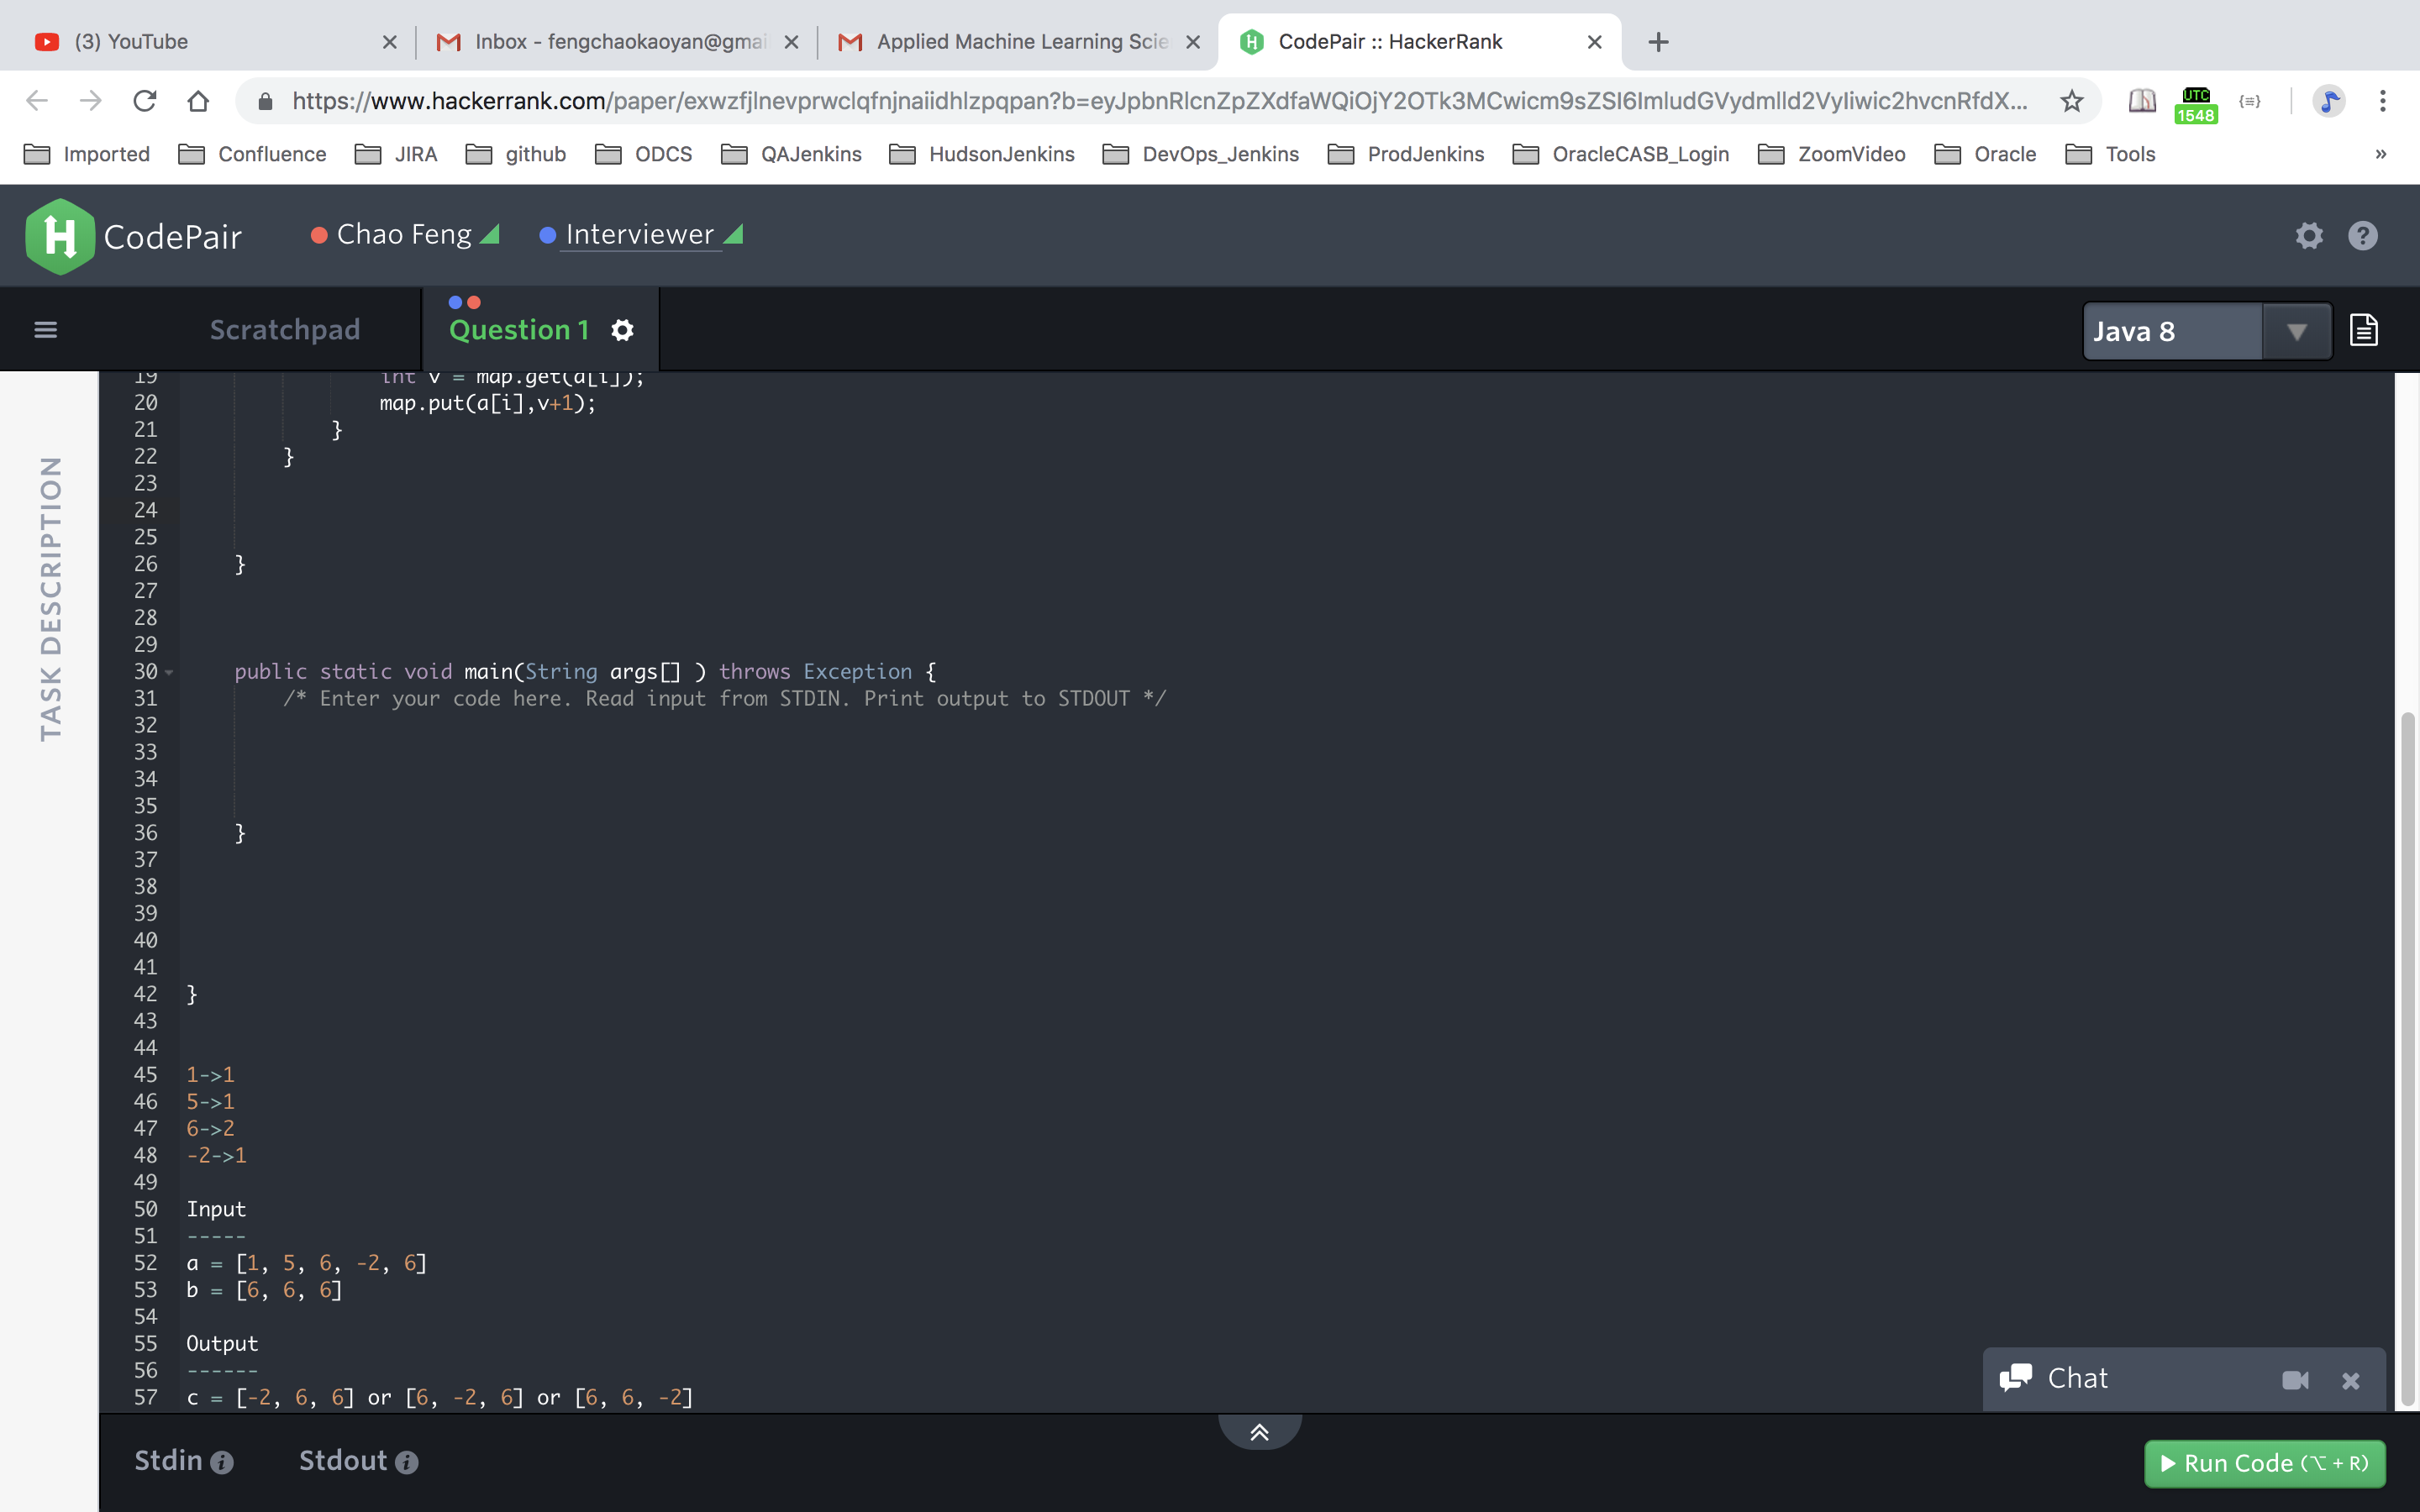 (3) YouTube
Inbox - fengchaokaoyan@gmai
Applied Machine Learning Scie
CodePair :: HackerRank
https://www.hackerrank.com/paper/exwzfjlnevprwclqfnjnaiidhlzpqpan?b=eyJpbnRlcnZpZXdfaWQiOjY2OTk3MCwicm9sZSI6ImludGVydmlld2VyIiwic2hvcnRfdX...
UTC
1548
Imported
Confluence
JIRA
github
ODCS
QAJenkins
HudsonJenkins
DevOps_Jenkins
ProdJenkins
OracleCASB_Login
ZoomVideo
Oracle
Tools
»
H
CodePair
Chao Feng
Interviewer
?
Scratchpad
Question 1
Java 8
TASK DESCRIPTION
19 int v = map.get(a[i]);
20 map.put(a[i],v+1);
21 }
22 }
23
24
25
26 }
27
28
29
30 public static void main(String args[] ) throws Exception {
31 /* Enter your code here. Read input from STDIN. Print output to STDOUT */
32
33
34
35
36 }
37
38
39
40
41
42 }
43
44
45 1->1
46 5->1
47 6->2
48 -2->1
49
50 Input
51 -----
52 a = [1, 5, 6, -2, 6]
53 b = [6, 6, 6]
54
55 Output
56 ------
57 c = [-2, 6, 6] or [6, -2, 6] or [6, 6, -2]
Chat
Stdin i
Stdout i
Run Code (⌥ + R)